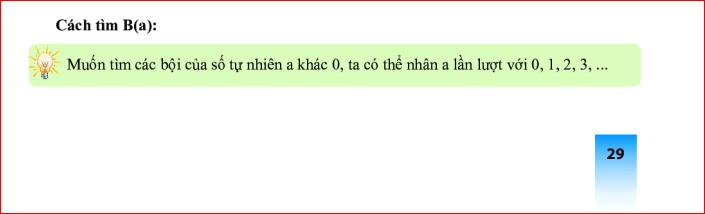 Cách tìm B(a):
Muốn tìm các bội của số tự nhiên a khác 0, ta có thể nhân a lần lượt với 0, 1, 2, 3, ...
29